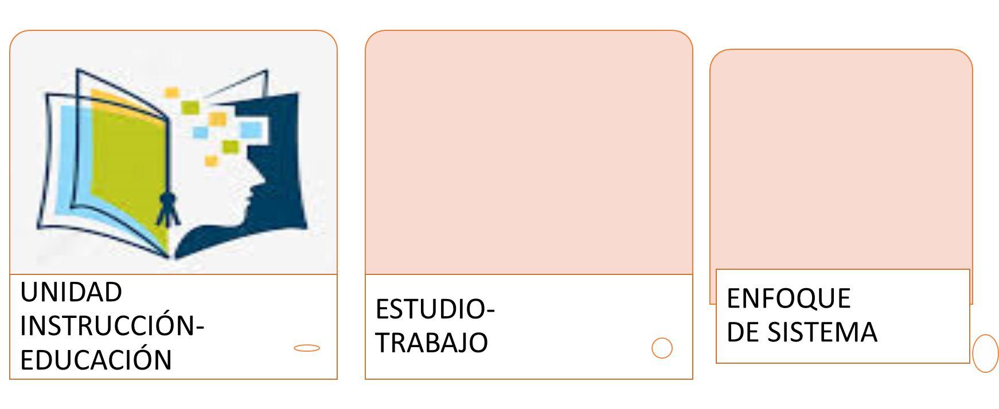 UNIDAD
INSTRUCCIÓN-
EDUCACIÓN
ESTUDIO-
TRABAJO
ENFOQUE
DE SISTEMA